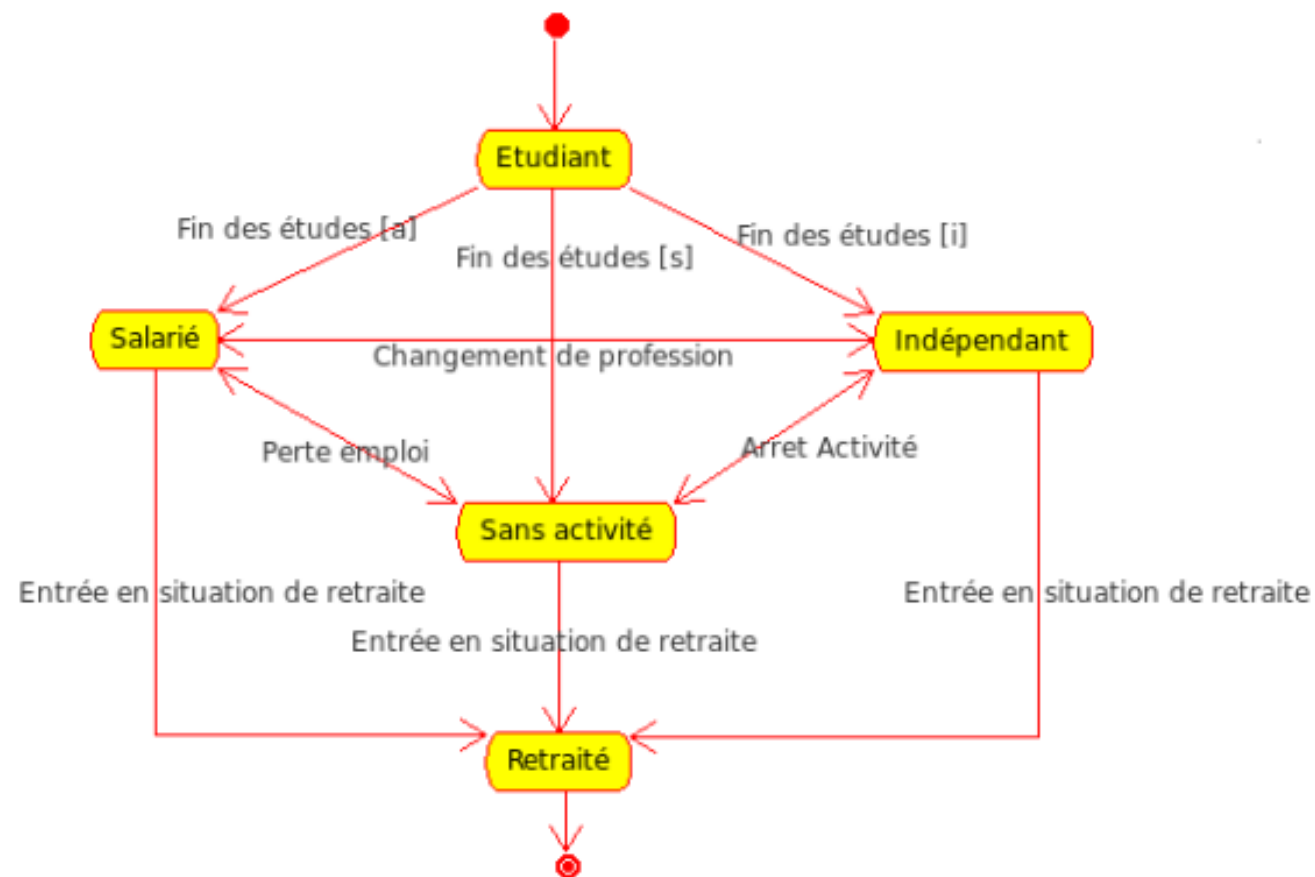 Etudiant
Fin des études [a]
Fin des études [i]
Fin des études [s]
Salarié
Indépendant
Changement de profession
Perte emploi
Arret Activité
Sans activité
Entrée en situation de retraite
Entrée en situation de retraite
Entrée en situation de retraite
Retraité